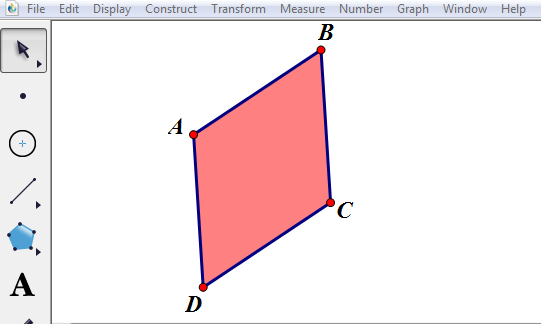 File Edit Display Construct Transform Measure Number Graph Window Help
B
A
C
D
A